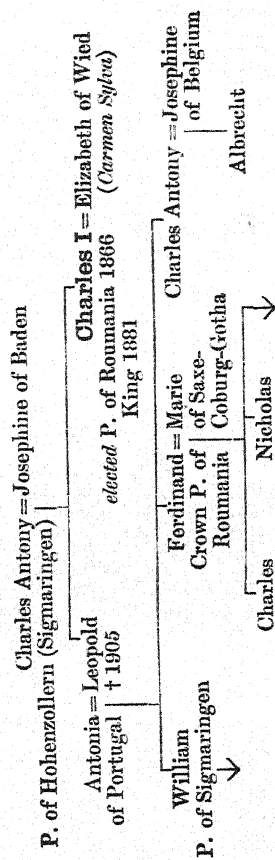 Charles Antony=Josephine of Baden
P. of Hohenzollern (Sigmaringen)
Antonia=Leopold
of Portugal †1905
Charles I=Elizabeth of Wied
(Carmen Sylva)
elected P. of Roumania 1866
King 1881
William
P. of Sigmaringen
Ferdinand=Marie
Crown P. of of Saxe-
Roumania Coburg-Gotha
Charles Antony=Josephine
of Belgium
Charles
Nicholas
Albrecht